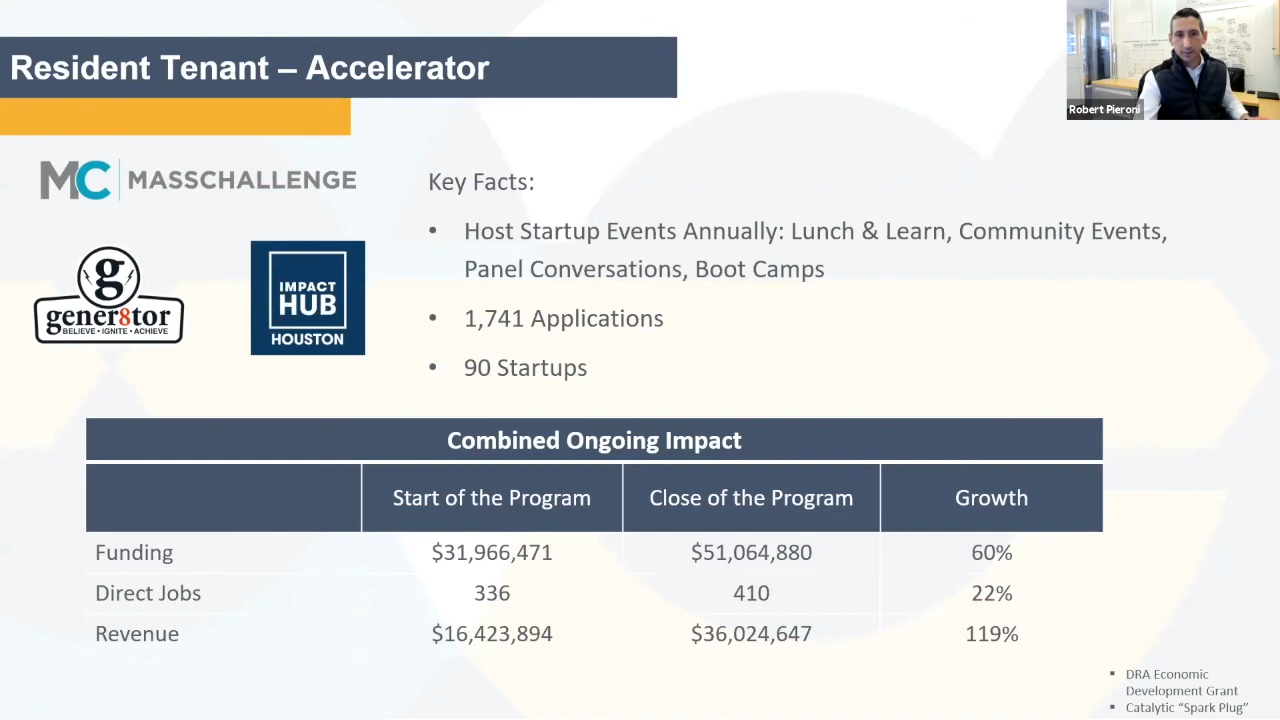 Resident Tenant – Accelerator
Robert Pieroni
MC MASSCHALLENGE
g
gener8tor
BELIEVE • IGNITE • ACHIEVE
IMPACT
HUB
HOUSTON
Key Facts:
• Host Startup Events Annually: Lunch & Learn, Community Events,
Panel Conversations, Boot Camps
• 1,741 Applications
• 90 Startups
Combined Ongoing Impact
Start of the Program Close of the Program Growth
Funding $31,966,471 $51,064,880 60%
Direct Jobs 336 410 22%
Revenue $16,423,894 $36,024,647 119%
▪ DRA Economic
Development Grant
▪ Catalytic “Spark Plug”